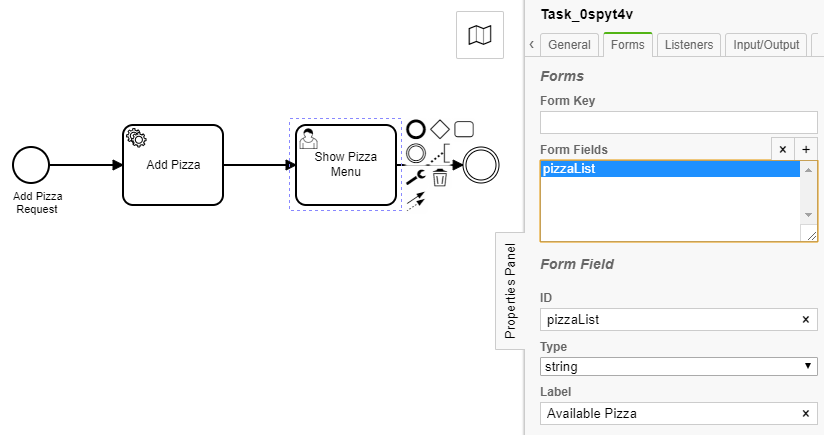 Task_0spyt4v
General
Forms
Listeners
Input/Output
Forms
Form Key
Form Fields
x +
pizzaList
Form Field
ID
pizzaList x
Type
string
Label
Available Pizza x
Properties Panel
Add Pizza
Show Pizza
Menu
Add Pizza
Request